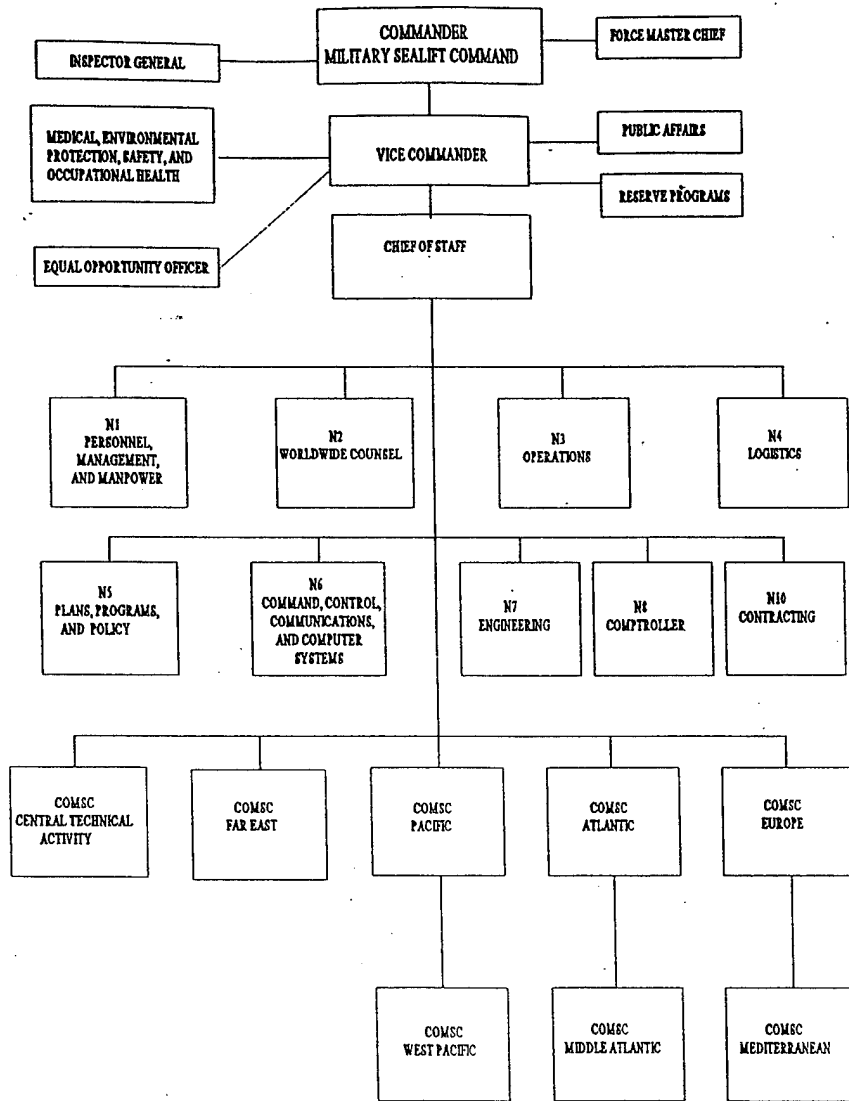 COMMANDER
MILITARY SEALIFT COMMAND
FORCE MASTER CHIEF
INSPECTOR GENERAL
MEDICAL, ENVIRONMENTAL
PROTECTION, SAFETY, AND
OCCUPATIONAL HEALTH
VICE COMMANDER
PUBLIC AFFAIRS
RESERVE PROGRAMS
EQUAL OPPORTUNITY OFFICER
CHIEF OF STAFF
N1
PERSONNEL,
MANAGEMENT,
AND MANPOWER
N2
WORLDWIDE COUNSEL
N3
OPERATIONS
N4
LOGISTICS
N5
PLANS, PROGRAMS,
AND POLICY
N6
COMMAND, CONTROL,
COMMUNICATIONS,
AND COMPUTER
SYSTEMS
N7
ENGINEERING
N8
COMPTROLLER
N10
CONTRACTING
COMSC
CENTRAL TECHNICAL
ACTIVITY
COMSC
FAR EAST
COMSC
PACIFIC
COMSC
ATLANTIC
COMSC
EUROPE
COMSC
WEST PACIFIC
COMSC
MIDDLE ATLANTIC
COMSC
MEDITERRANEAN